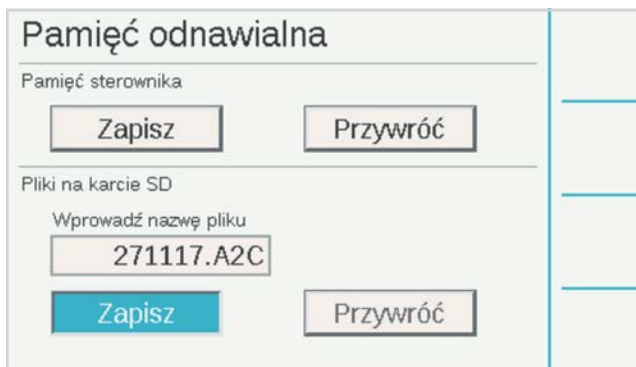 Pamięć odnawialna
Pamięć sterownika
Zapisz Przywróć
Pliki na karcie SD
Wprowadź nazwę pliku
271117.A2C
Zapisz Przywróć